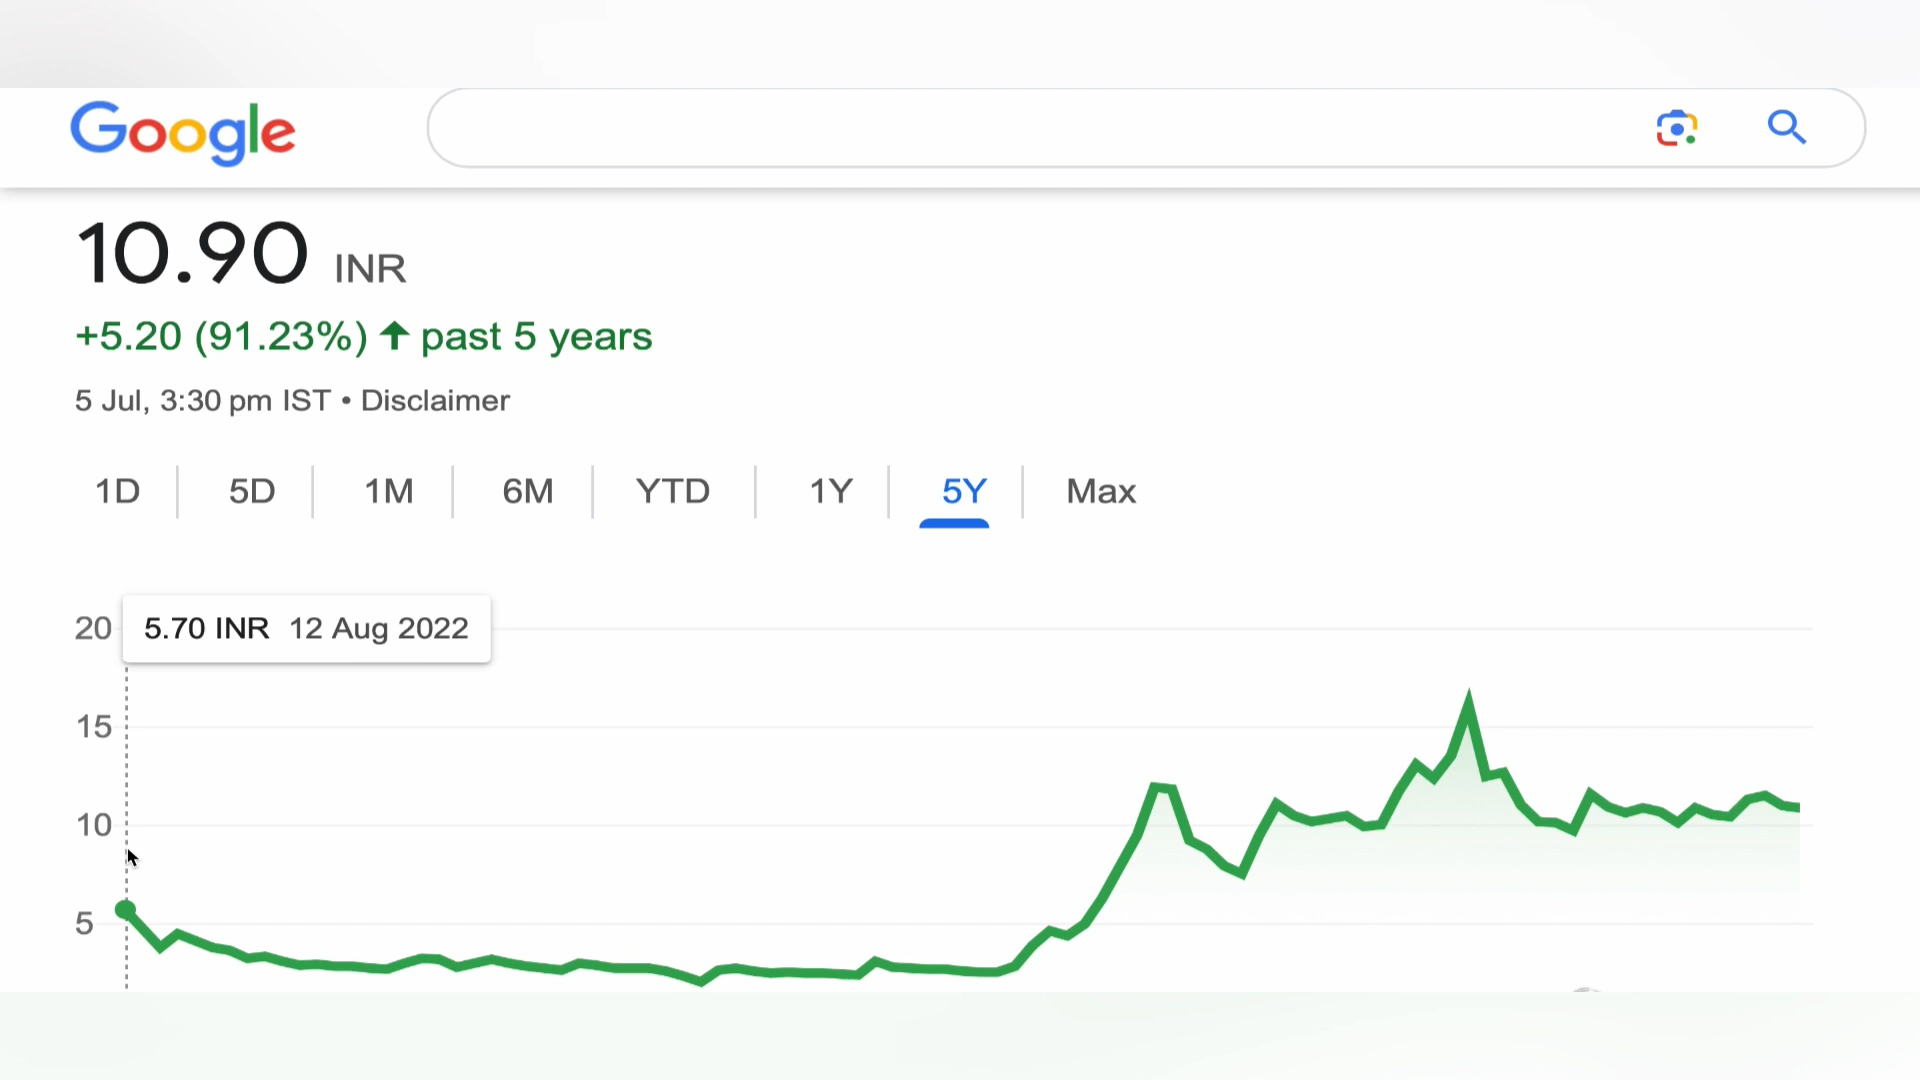 Google
10.90 INR
+5.20 (91.23%) ↑ past 5 years
5 Jul, 3:30 pm IST • Disclaimer
1D 5D 1M 6M YTD 1Y 5Y Max
20
5.70 INR 12 Aug 2022
15
10
5